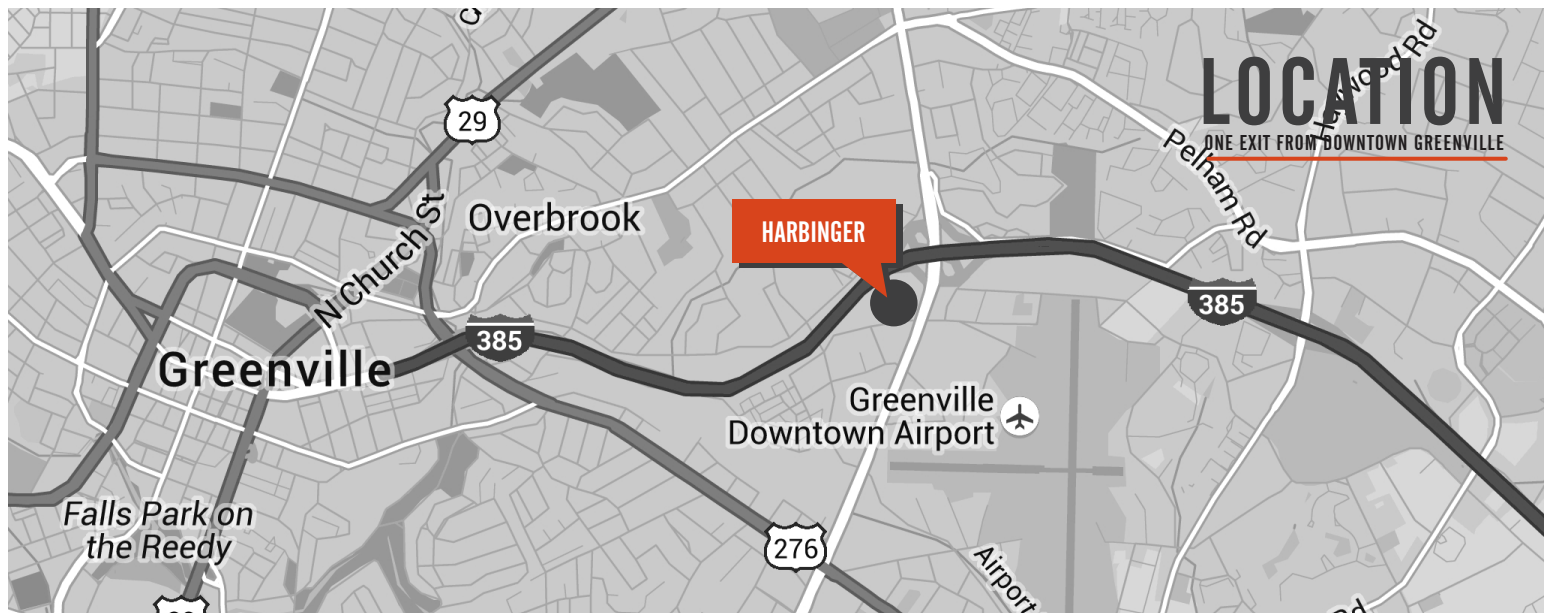 LOCATION
ONE EXIT FROM DOWNTOWN GREENVILLE
Haywood Rd
Pelham Rd
29
N Church St
Overbrook
HARBINGER
385
385
Greenville
Greenville
Downtown Airport
Falls Park on
the Reedy
276
Airport
Rd